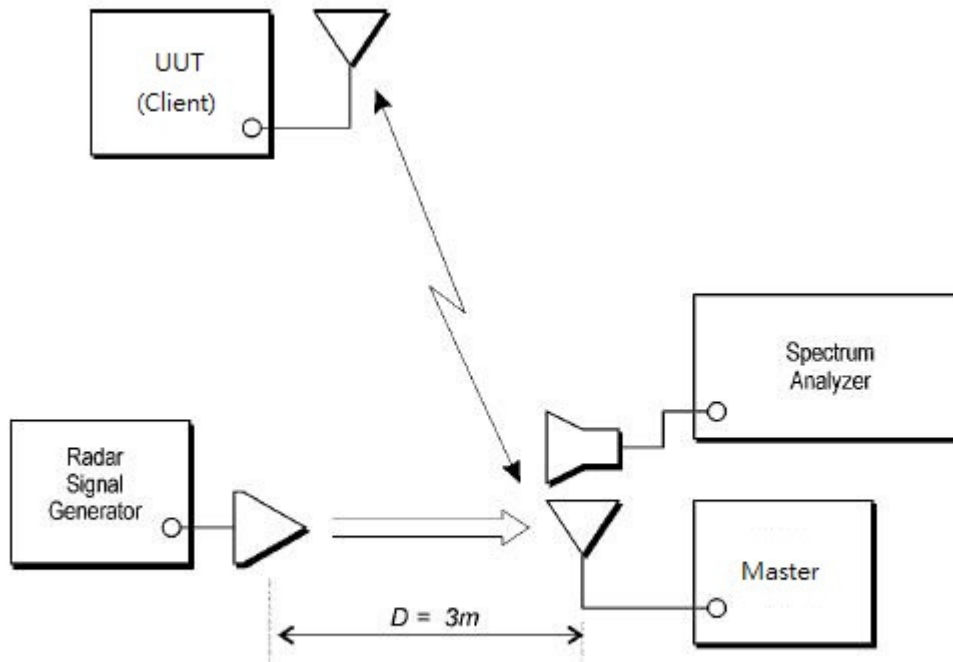 UUT
(Client)
Spectrum
Analyzer
Radar
Signal
Generator
Master
D = 3m